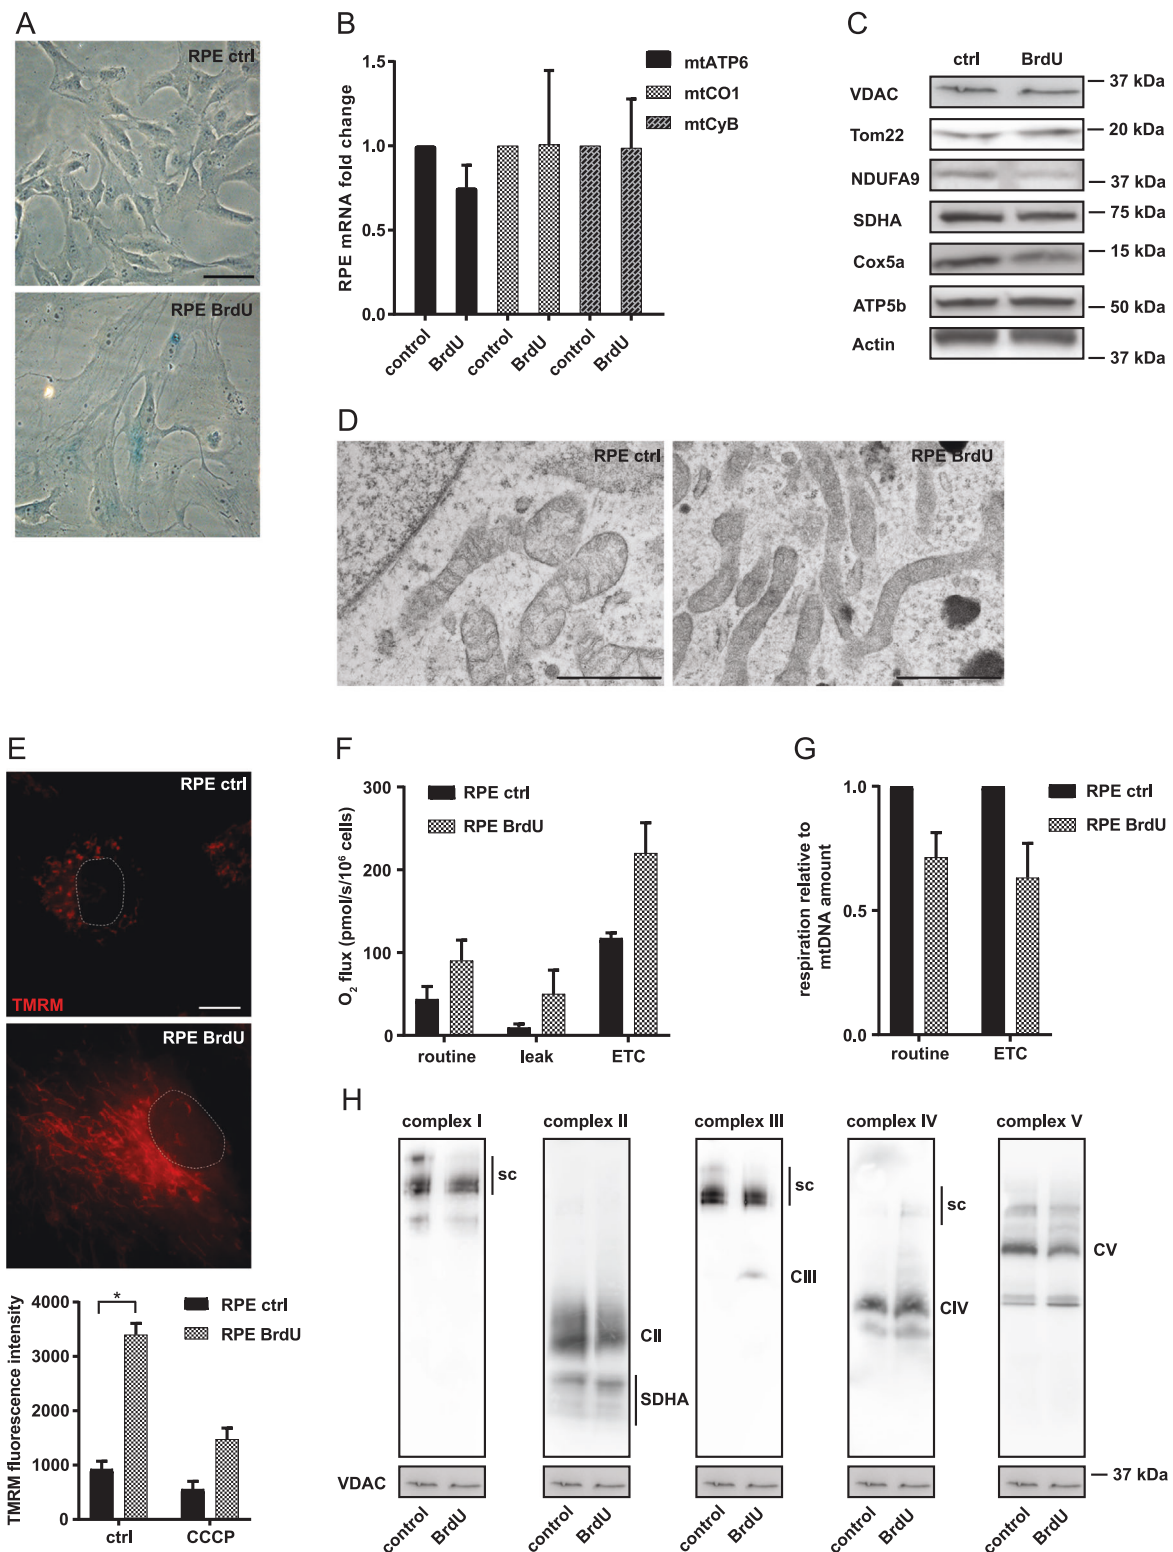 A
RPE ctrl
RPE BrdU
B
RPE mRNA fold change
1.5
1.0
0.5
0.0
control
BrdU
control
BrdU
control
BrdU
mtATP6
mtCO1
mtCyB
C
ctrl BrdU
VDAC — 37 kDa
Tom22 — 20 kDa
NDUFA9 — 37 kDa
SDHA — 75 kDa
Cox5a — 15 kDa
ATP5b — 50 kDa
Actin — 37 kDa
D
RPE ctrl
RPE BrdU
E
RPE ctrl
TMRM
RPE BrdU
TMRM fluorescence intensity
4000
3000
2000
1000
0
*
RPE ctrl
RPE BrdU
ctrl CCCP
F
O₂ flux (pmol/s/10⁶ cells)
300
200
100
0
RPE ctrl
RPE BrdU
routine leak ETC
G
respiration relative to
mtDNA amount
1.0
0.5
0.0
RPE ctrl
RPE BrdU
routine ETC
H
complex I complex II complex III complex IV complex V
sc
CII
SDHA
sc
CIII
sc
CIV
CV
VDAC — 37 kDa
control BrdU control BrdU control BrdU control BrdU control BrdU